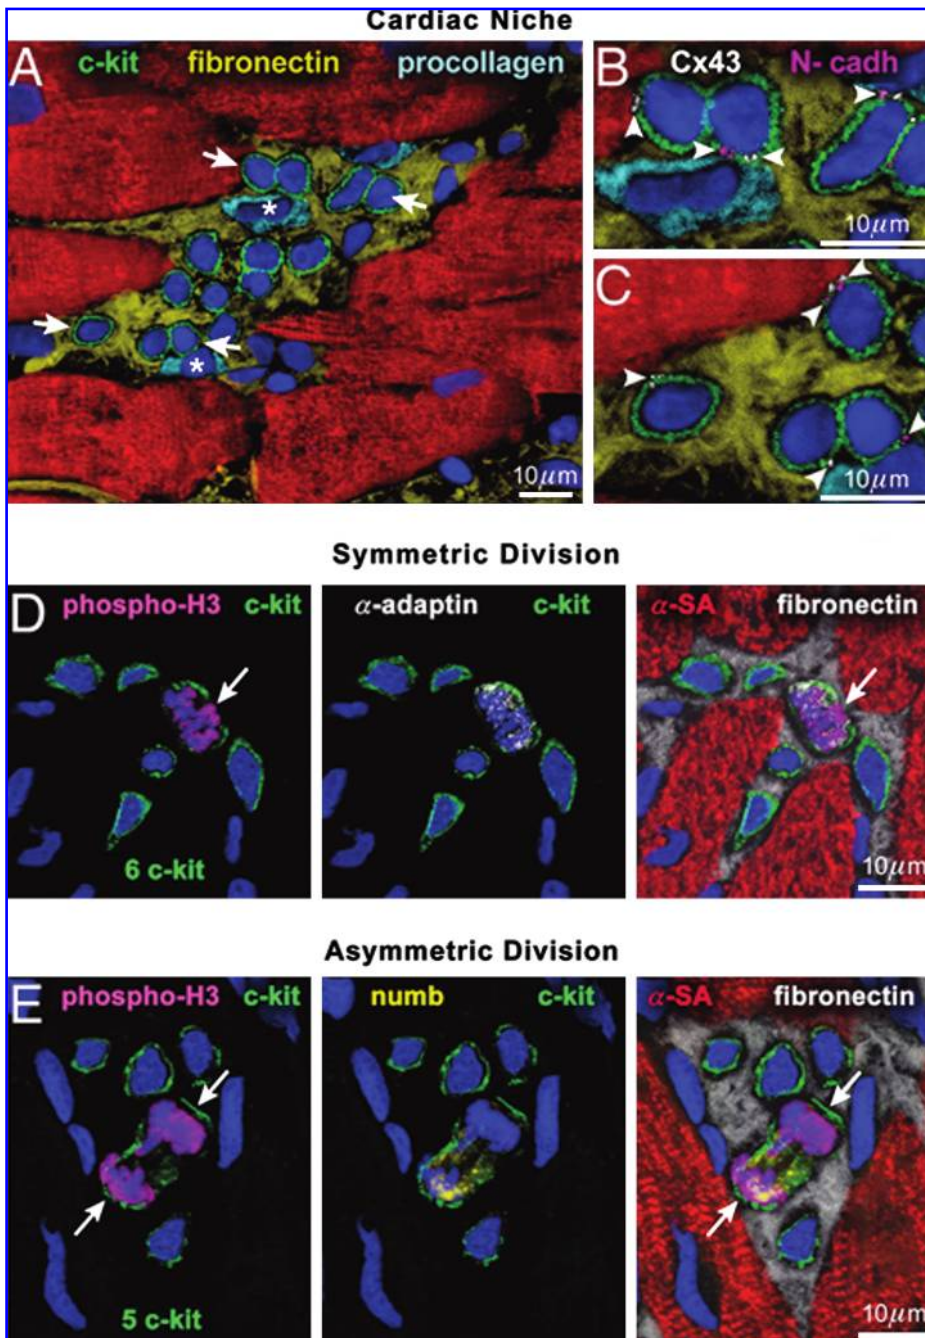 Cardiac Niche
A c-kit fibronectin procollagen
B Cx43 N- cadh
* 
*
10μm
10μm
C
10μm
Symmetric Division
D phospho-H3 c-kit α-adaptin c-kit α-SA fibronectin
6 c-kit
10μm
Asymmetric Division
E phospho-H3 c-kit numb c-kit α-SA fibronectin
5 c-kit
10μm